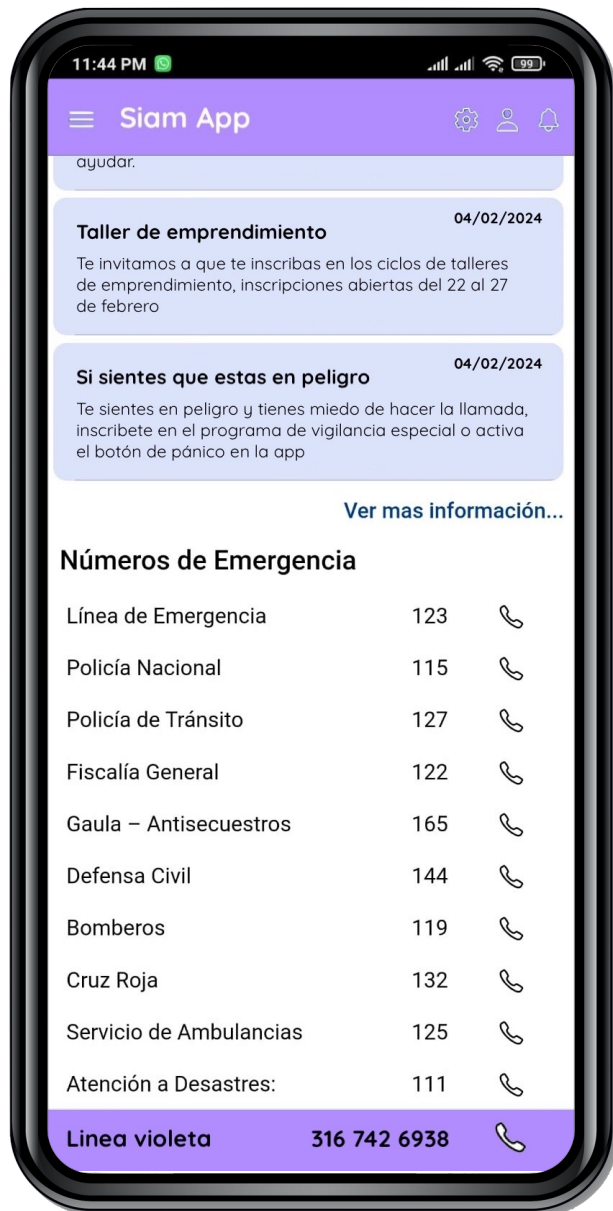 11:44 PM
99
Siam App
ayudar.
Taller de emprendimiento
04/02/2024
Te invitamos a que te inscribas en los ciclos de talleres
de emprendimiento, inscripciones abiertas del 22 al 27
de febrero
Si sientes que estas en peligro
04/02/2024
Te sientes en peligro y tienes miedo de hacer la llamada,
inscribete en el programa de vigilancia especial o activa
el botón de pánico en la app
Ver mas información...
Números de Emergencia
Línea de Emergencia 123
Policía Nacional 115
Policía de Tránsito 127
Fiscalía General 122
Gaula – Antisecuestros 165
Defensa Civil 144
Bomberos 119
Cruz Roja 132
Servicio de Ambulancias 125
Atención a Desastres: 111
Linea violeta 316 742 6938